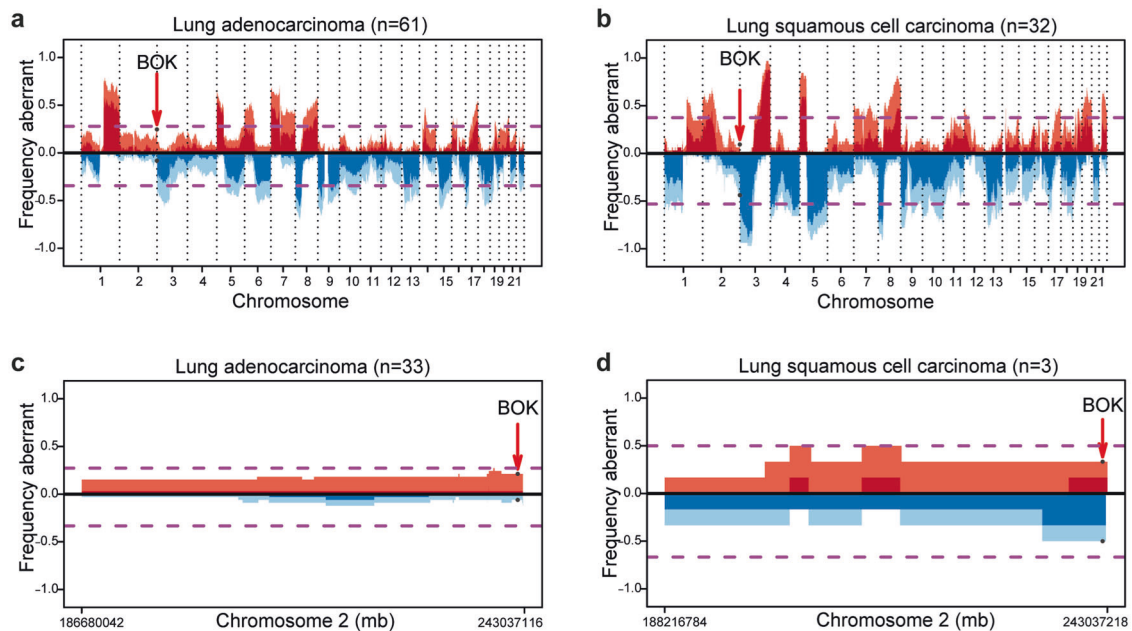 a
Lung adenocarcinoma (n=61)
BOK
Frequency aberrant
1.0
0.5
0.0
-0.5
-1.0
1 2 3 4 5 6 7 8 9 10 11 12 13 15 17 19 21
Chromosome
b
Lung squamous cell carcinoma (n=32)
BOK
Frequency aberrant
1.0
0.5
0.0
-0.5
-1.0
1 2 3 4 5 6 7 8 9 10 11 12 13 15 17 19 21
Chromosome
c
Lung adenocarcinoma (n=33)
BOK
Frequency aberrant
1.0
0.5
0.0
-0.5
-1.0
186680042 Chromosome 2 (mb) 243037116
d
Lung squamous cell carcinoma (n=3)
BOK
Frequency aberrant
1.0
0.5
0.0
-0.5
-1.0
188216784 Chromosome 2 (mb) 243037218